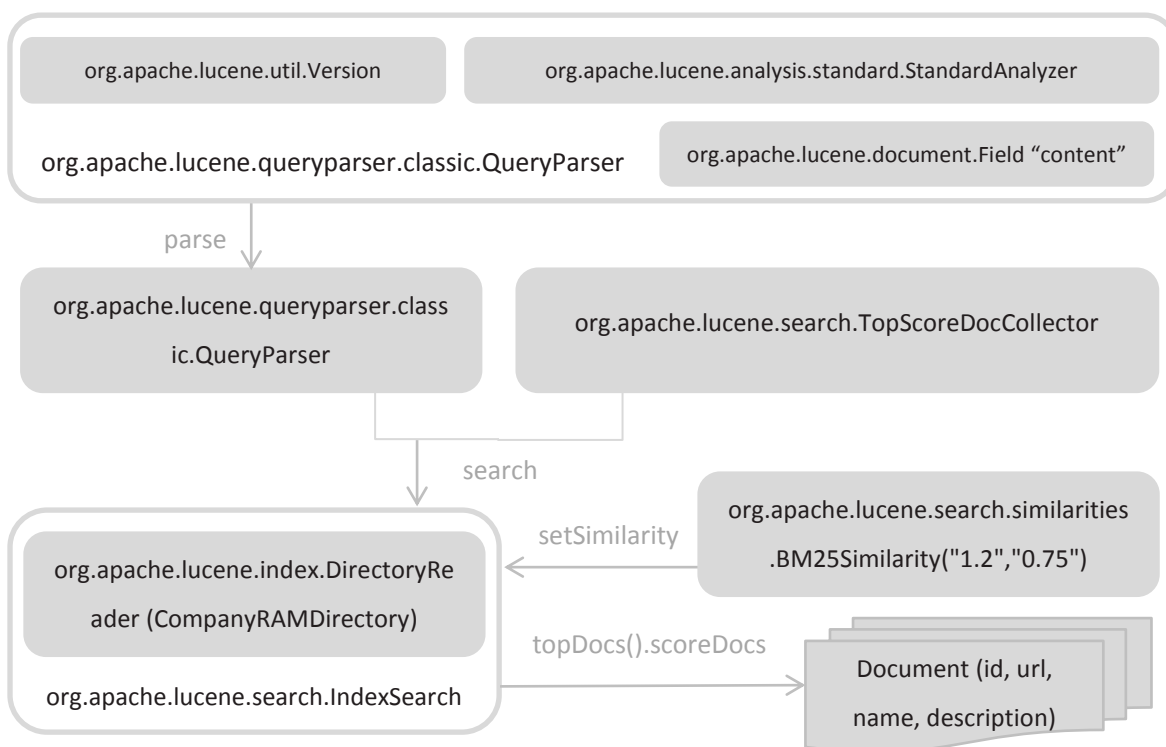 org.apache.lucene.util.Version
org.apache.lucene.analysis.standard.StandardAnalyzer
org.apache.lucene.queryparser.classic.QueryParser
org.apache.lucene.document.Field “content”
parse
org.apache.lucene.queryparser.class
ic.QueryParser
org.apache.lucene.search.TopScoreDocCollector
search
setSimilarity
org.apache.lucene.search.similarities
.BM25Similarity("1.2","0.75")
org.apache.lucene.index.DirectoryRe
ader (CompanyRAMDirectory)
org.apache.lucene.search.IndexSearch
topDocs().scoreDocs
Document (id, url,
name, description)